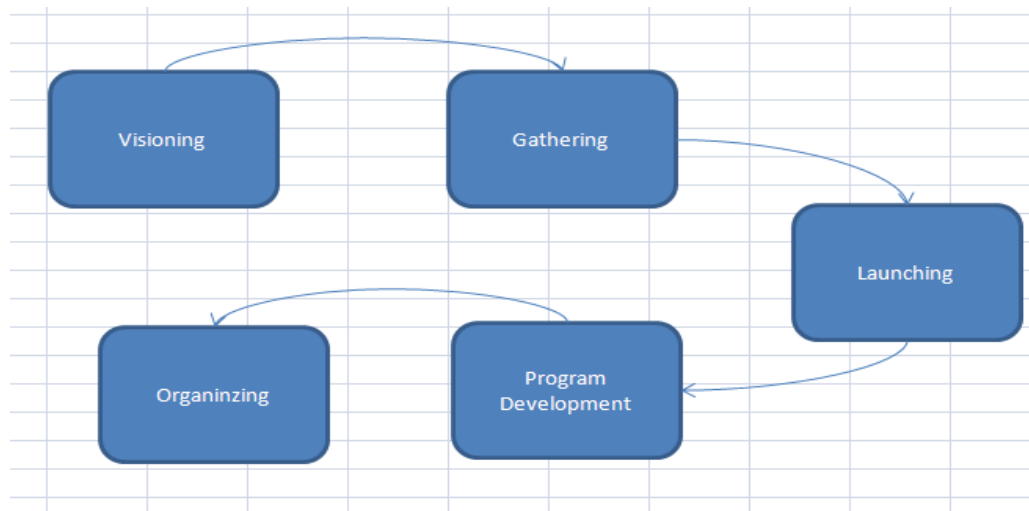 Visioning
Gathering
Launching
Program
Development
Organinzing